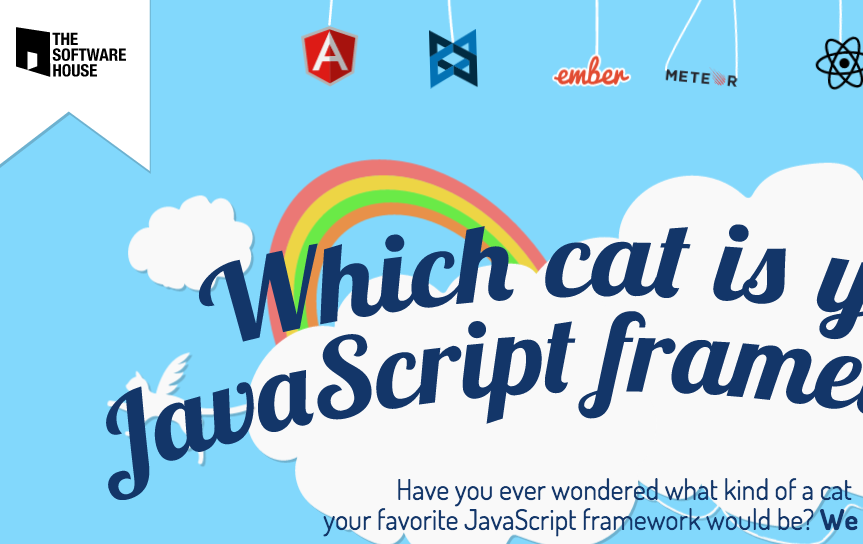 THE
SOFTWARE
HOUSE
A
ember
METEOR
Which cat is y
JavaScript frame
Have you ever wondered what kind of a cat
your favorite JavaScript framework would be? We